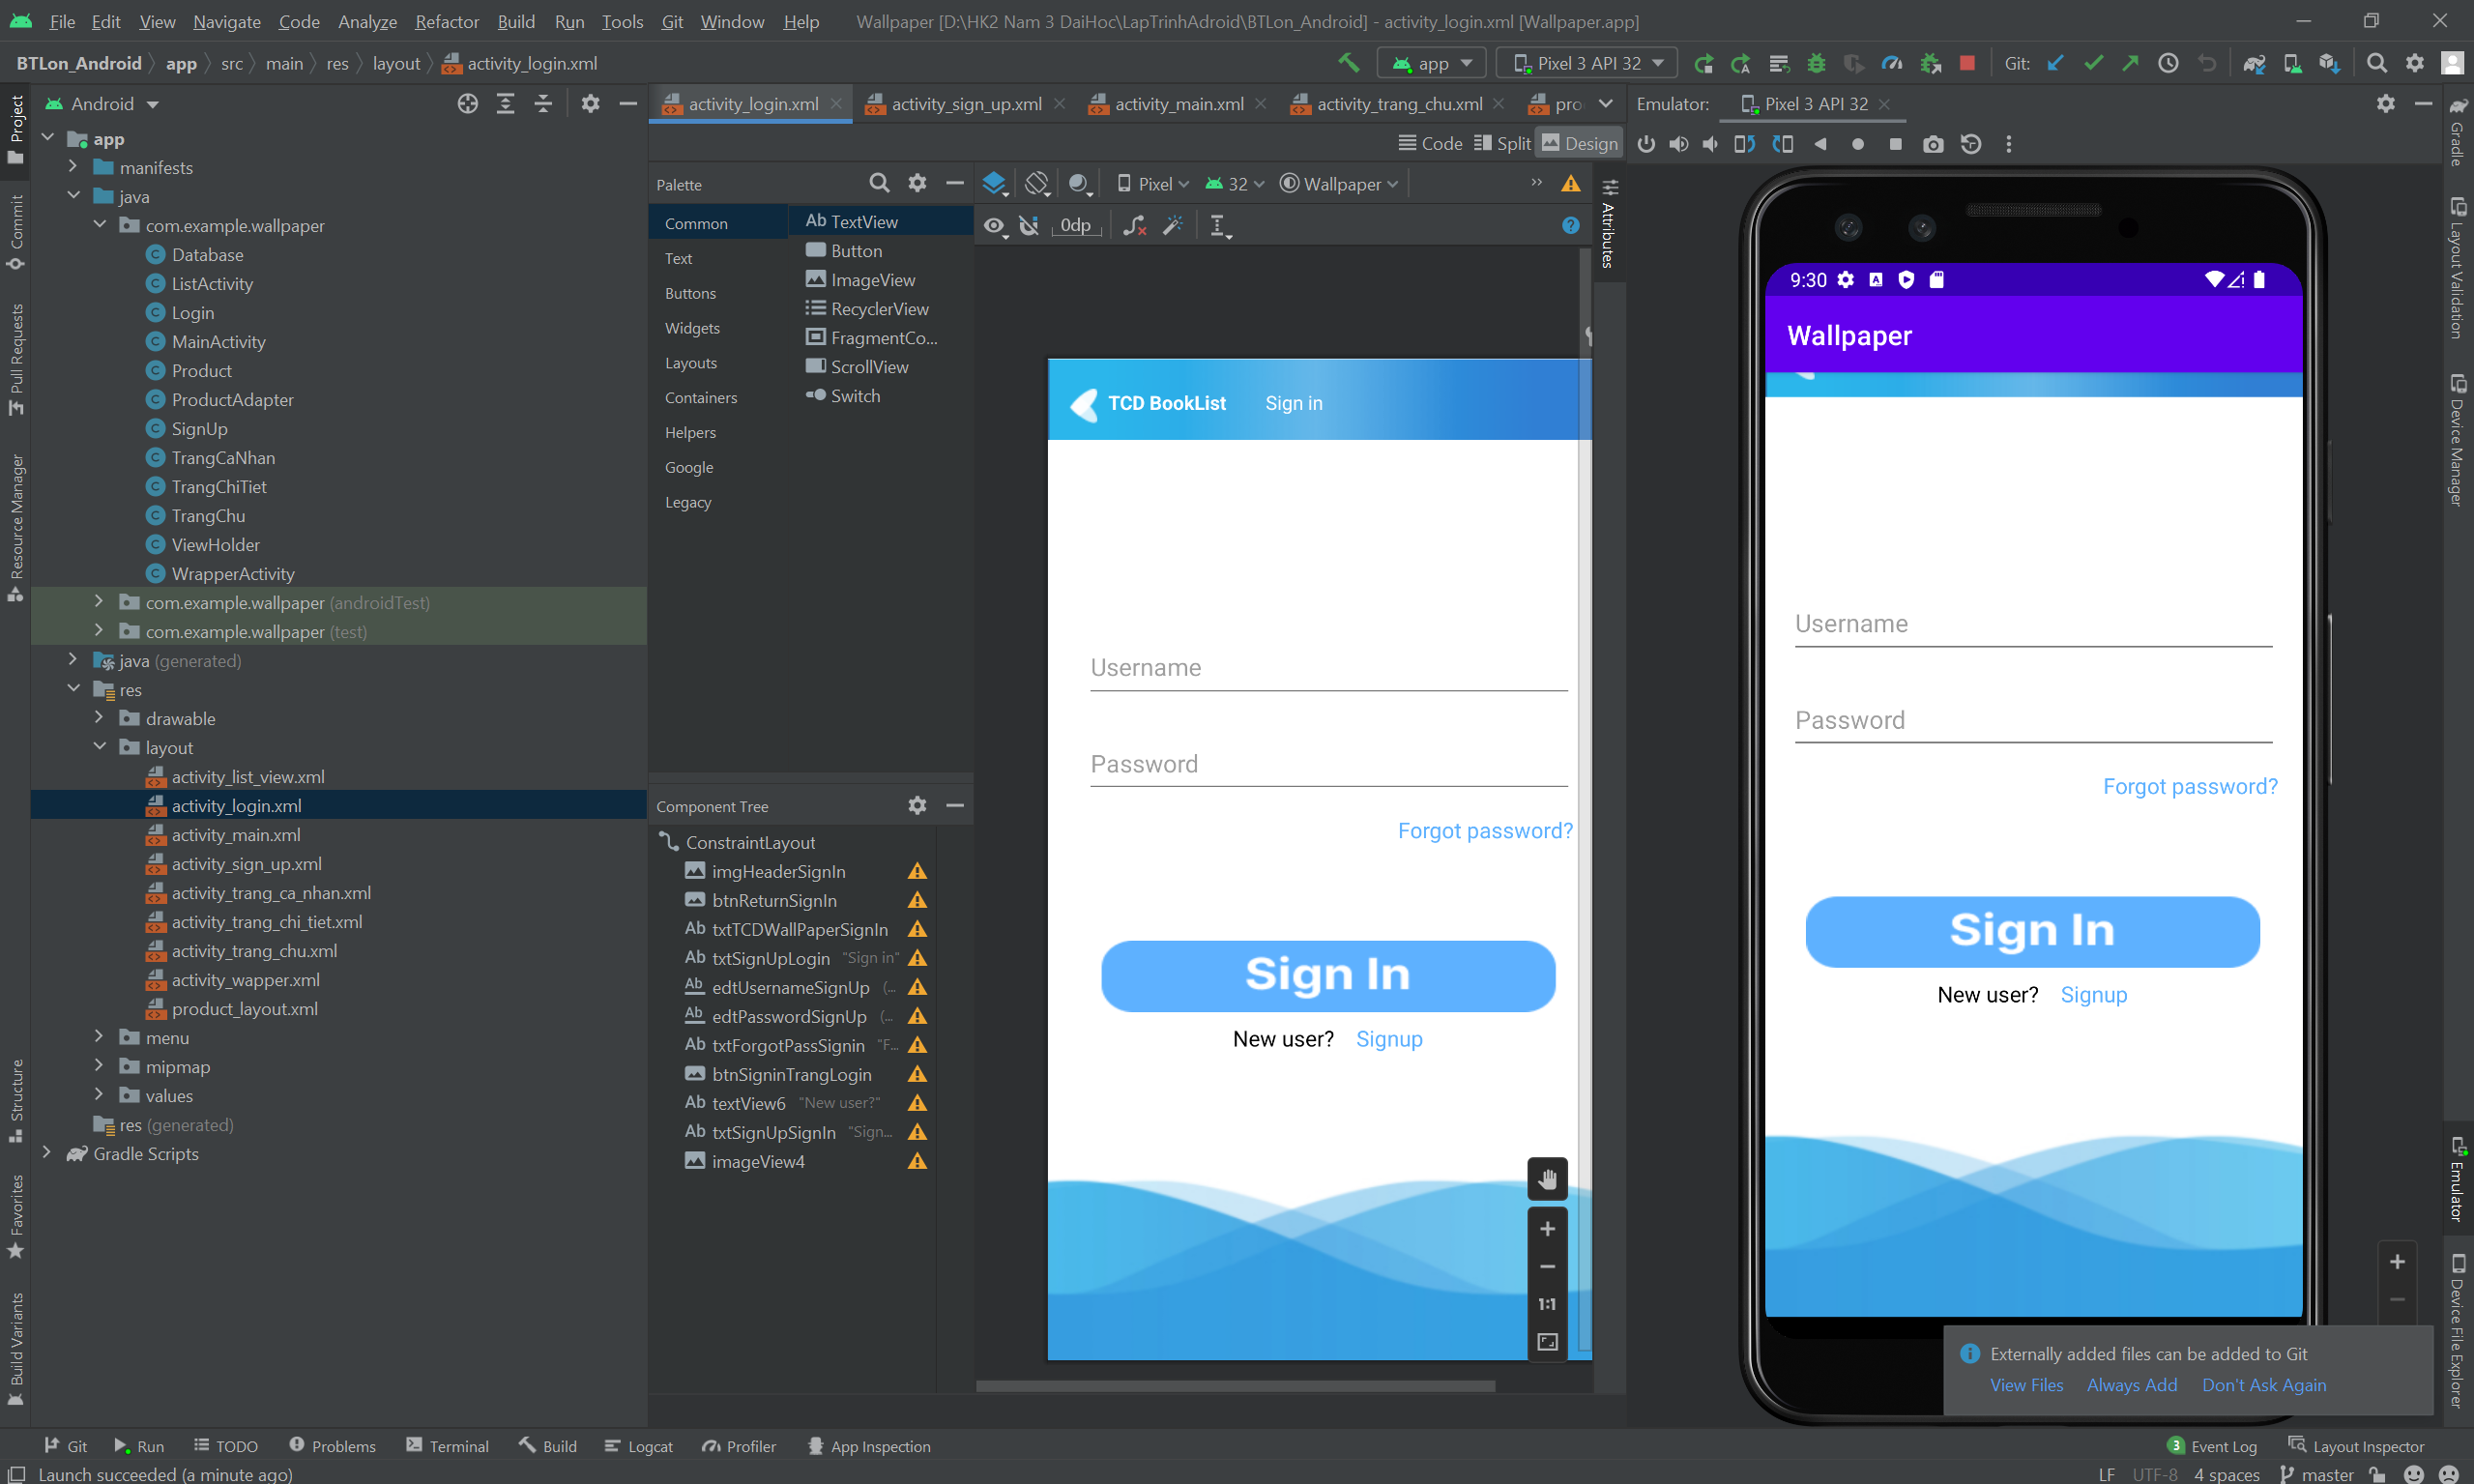 File Edit View Navigate Code Analyze Refactor Build Run Tools Git Window Help Wallpaper [D:\HK2 Nam 3 DaiHoc\LapTrinhAdroid\BTLon_Android] - activity_login.xml [Wallpaper.app]
BTLon_Android app src main res layout activity_login.xml app Pixel 3 API 32 Git:
Android
app
manifests
java
com.example.wallpaper
Database
ListActivity
Login
MainActivity
Product
ProductAdapter
SignUp
TrangCaNhan
TrangChiTiet
TrangChu
ViewHolder
WrapperActivity
com.example.wallpaper (androidTest)
com.example.wallpaper (test)
java (generated)
res
drawable
layout
activity_list_view.xml
activity_login.xml
activity_main.xml
activity_sign_up.xml
activity_trang_ca_nhan.xml
activity_trang_chi_tiet.xml
activity_trang_chu.xml
activity_wapper.xml
product_layout.xml
menu
mipmap
values
res (generated)
Gradle Scripts
Project
Commit
Pull Requests
Resource Manager
Structure
Favorites
Build Variants
activity_login.xml activity_sign_up.xml activity_main.xml activity_trang_chu.xml pro
Code Split Design
Palette
Common
Text
Buttons
Widgets
Layouts
Containers
Helpers
Google
Legacy
Ab TextView
Button
ImageView
RecyclerView
FragmentCo...
ScrollView
Switch
Pixel 32 Wallpaper
0dp
Attributes
Component Tree
ConstraintLayout
imgHeaderSignIn
btnReturnSignIn
Ab txtTCDWallPaperSignIn
Ab txtSignUpLogin "Sign in"
Ab edtUsernameSignUp (...
Ab edtPasswordSignUp (...
Ab txtForgotPassSignin "F...
btnSigninTrangLogin
Ab textView6 "New user?"
Ab txtSignUpSignIn "Sign...
imageView4
TCD BookList Sign in
Username
Password
Forgot password?
Sign In
New user? Signup
1:1
Emulator: Pixel 3 API 32
9:30
Wallpaper
Username
Password
Forgot password?
Sign In
New user? Signup
Externally added files can be added to Git
View Files Always Add Don't Ask Again
Gradle
Layout Validation
Device Manager
Emulator
Device File Explorer
Git Run TODO Problems Terminal Build Logcat Profiler App Inspection 3 Event Log Layout Inspector
Launch succeeded (a minute ago) LF UTF-8 4 spaces master